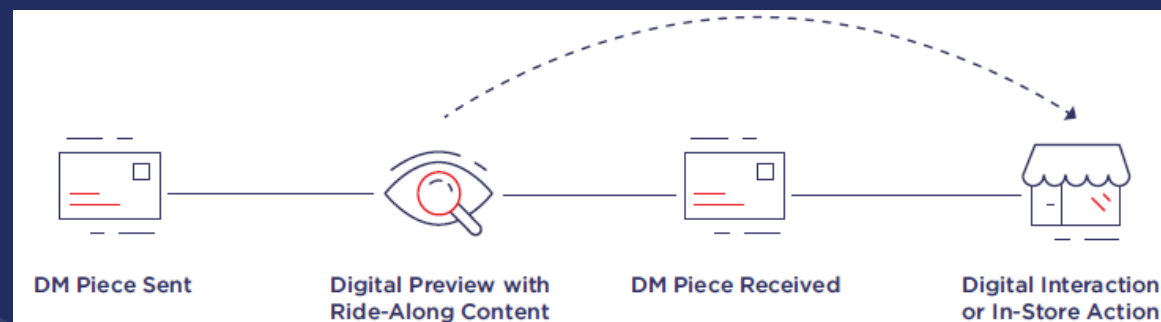 DM Piece Sent
Digital Preview with
Ride-Along Content
DM Piece Received
Digital Interaction
or In-Store Action